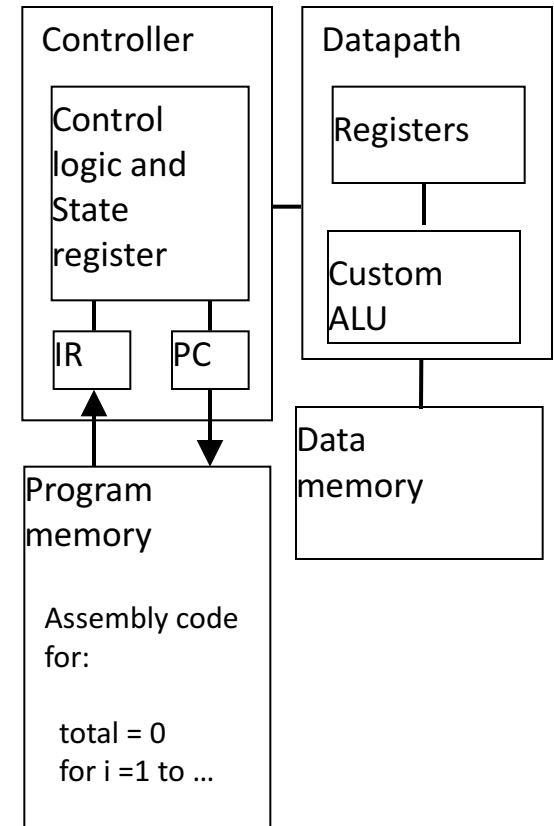 Controller
Control
logic and
State
register
IR
PC
Datapath
Registers
Custom
ALU
Data
memory
Program
memory
Assembly code
for:
total = 0
for i =1 to …